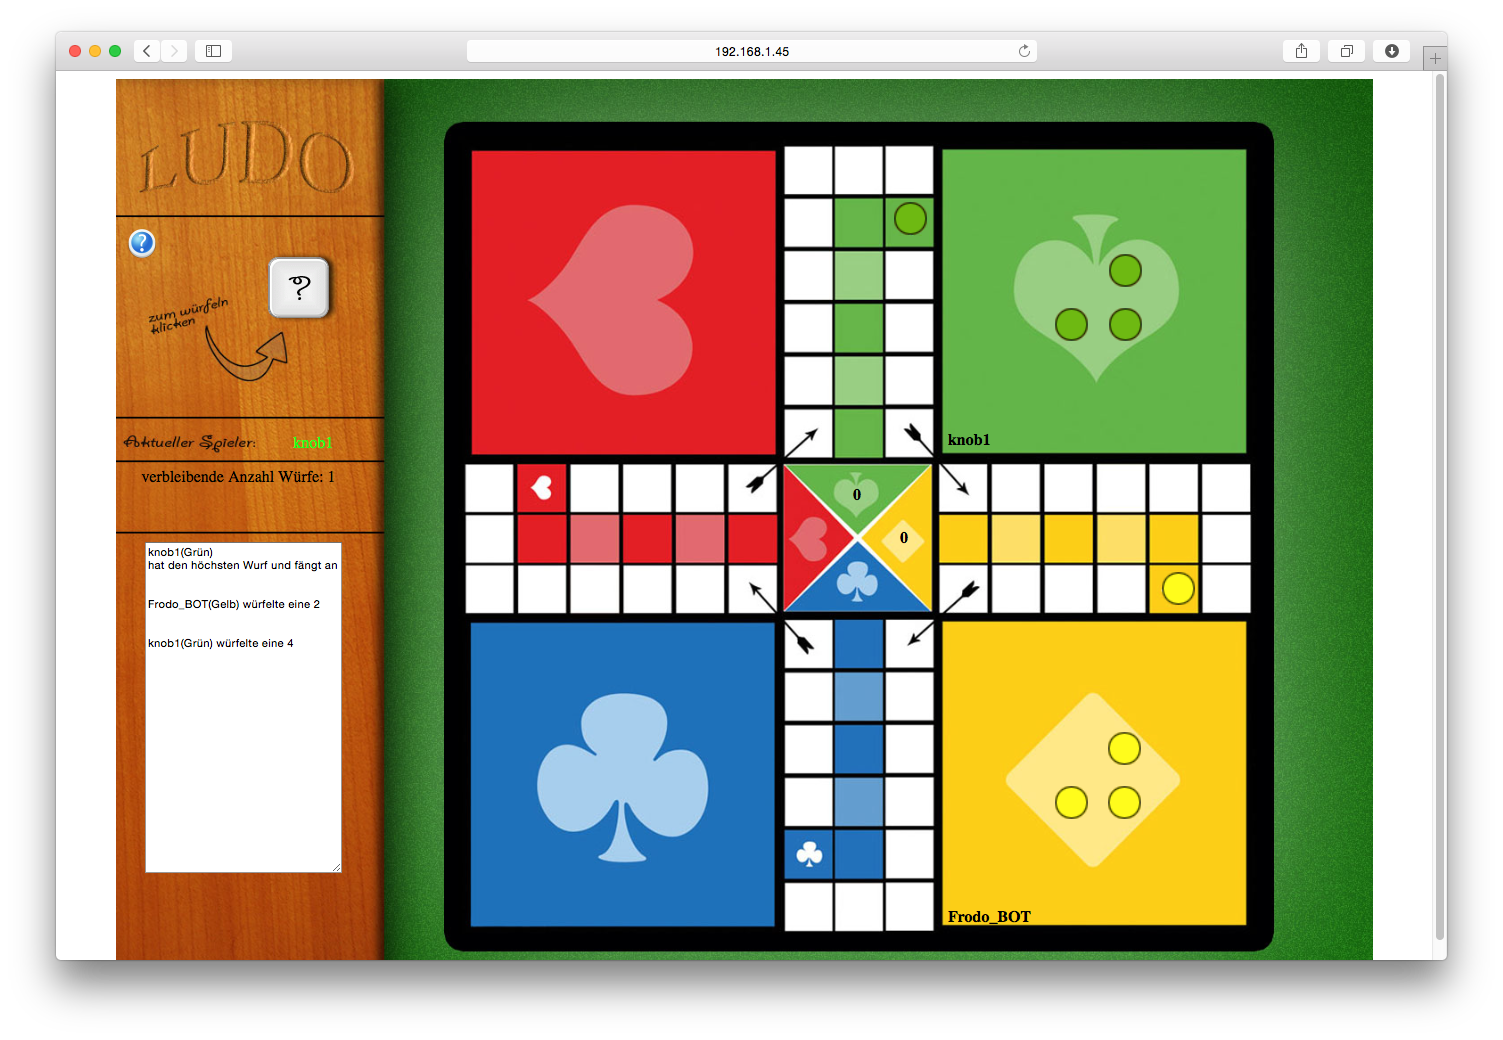 192.168.1.45
LUDO
?
?
zum würfeln
klicken
Aktueller Spieler: knob1
verbleibende Anzahl Würfe: 1
knob1(Grün)
hat den höchsten Wurf und fängt an
Frodo_BOT(Gelb) würfelte eine 2
knob1(Grün) würfelte eine 4
knob1
0
0
Frodo_BOT